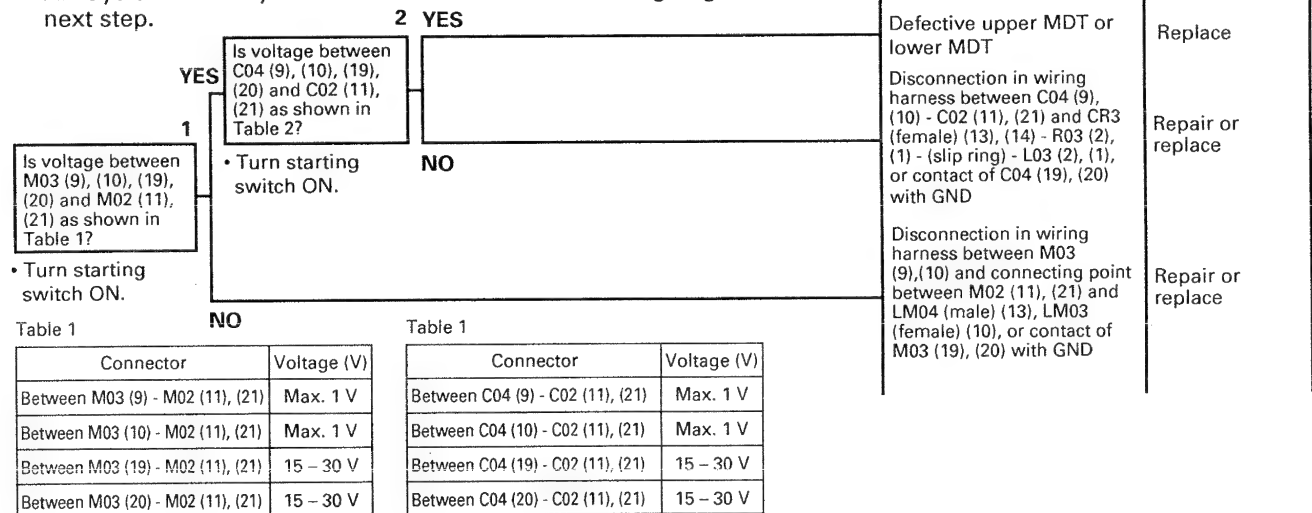 next step.
2 YES
Is voltage between
C04 (9), (10), (19),
(20) and C02 (11),
(21) as shown in
Table 2?
• Turn starting
switch ON.
YES
NO
1
Is voltage between
M03 (9), (10), (19),
(20) and M02 (11),
(21) as shown in
Table 1?
• Turn starting
switch ON.
NO
Defective upper MDT or
lower MDT
Replace
Disconnection in wiring
harness between C04 (9),
(10) - C02 (11), (21) and CR3
(female) (13), (14) - R03 (2),
(1) - (slip ring) - L03 (2), (1),
or contact of C04 (19), (20)
with GND
Repair or
replace
Disconnection in wiring
harness between M03
(9),(10) and connecting point
between M02 (11), (21) and
LM04 (male) (13), LM03
(female) (10), or contact of
M03 (19), (20) with GND
Repair or
replace
Table 1
Connector Voltage (V)
Between M03 (9) - M02 (11), (21) Max. 1 V
Between M03 (10) - M02 (11), (21) Max. 1 V
Between M03 (19) - M02 (11), (21) 15 – 30 V
Between M03 (20) - M02 (11), (21) 15 – 30 V
Table 1
Connector Voltage (V)
Between C04 (9) - C02 (11), (21) Max. 1 V
Between C04 (10) - C02 (11), (21) Max. 1 V
Between C04 (19) - C02 (11), (21) 15 – 30 V
Between C04 (20) - C02 (11), (21) 15 – 30 V